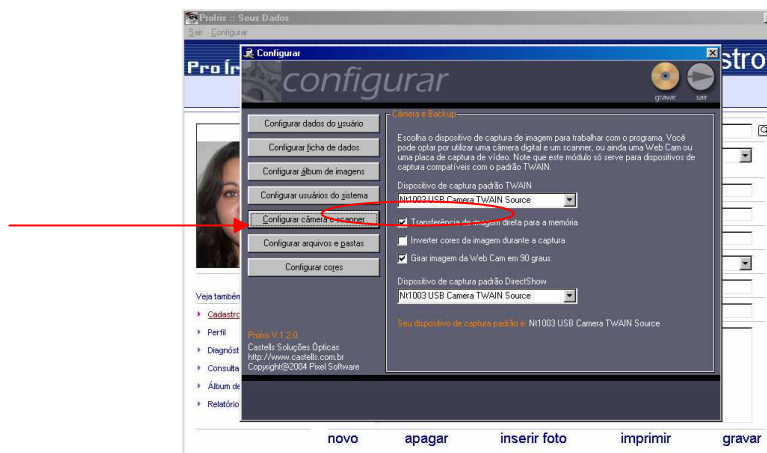 ProIris :: Seus Dados
Sair Configurar
Pro Ír
stro
Configurar
configurar
gravar
sair
Configurar dados do usuário
Configurar ficha de dados
Configurar álbum de imagens
Configurar usuários do sistema
Configurar câmera e scanner
Configurar arquivos e pastas
Configurar cores
Câmera e Backup
Escolha o dispositivo de captura de imagem para trabalhar
com o programa. Você
pode optar por utilizar uma câmera digital e um scanner, ou ainda uma Web Cam ou
uma placa de captura de vídeo. Note que este módulo só serve para dispositivos de
captura compatíveis com o padrão TWAIN.
Dispositivo de captura padrão TWAIN
Nt1003 USB Camera TWAIN Source
Transferência de imagem direta para a memória
Inverter cores da imagem durante a captura
Girar imagem da Web Cam em 90 graus
Dispositivo de captura padrão DirectShow
Nt1003 USB Camera TWAIN Source
Seu dispositivo de captura padrão é: Nt1003 USB Camera TWAIN Source
ProIris V.1.2.0
Castells Soluções Ópticas
http://www.castells.com.br
Copyright@2004 Pixel Software
Veja também
Cadastro
Perfil
Diagnóst
Consulta
Álbum de
Relatório
novo apagar inserir foto imprimir gravar